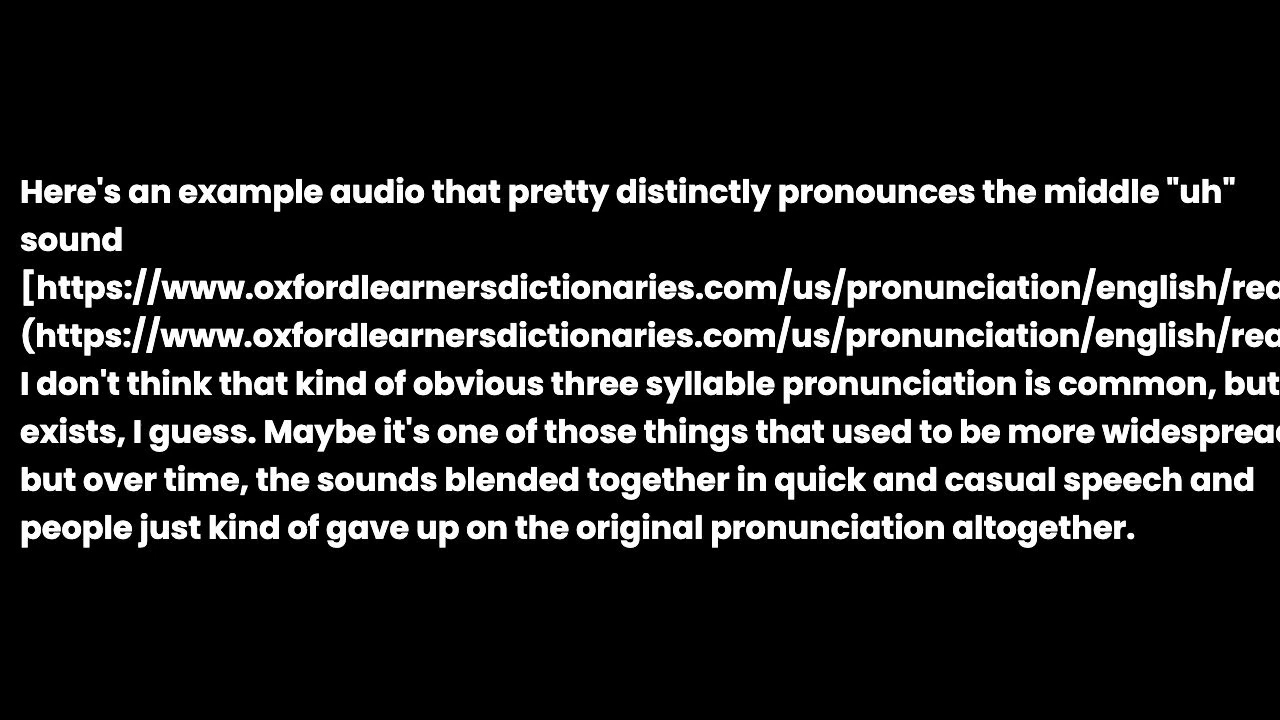 Here's an example audio that pretty distinctly pronounces the middle "uh"
sound
[https://www.oxfordlearnersdictionaries.com/us/pronunciation/english/rea
(https://www.oxfordlearnersdictionaries.com/us/pronunciation/english/rea
I don't think that kind of obvious three syllable pronunciation is common, but
exists, I guess. Maybe it's one of those things that used to be more widespread
but over time, the sounds blended together in quick and casual speech and
people just kind of gave up on the original pronunciation altogether.